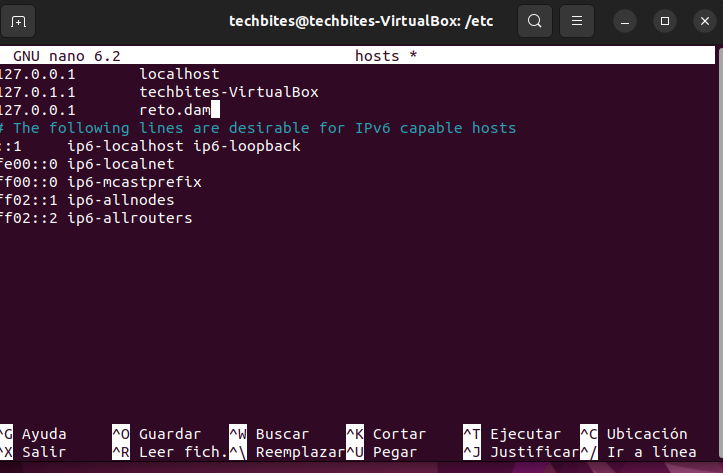 techbites@techbites-VirtualBox: /etc
GNU nano 6.2 hosts *
127.0.0.1 localhost
127.0.1.1 techbites-VirtualBox
127.0.0.1 reto.dam
# The following lines are desirable for IPv6 capable hosts
::1 ip6-localhost ip6-loopback
fe00::0 ip6-localnet
ff00::0 ip6-mcastprefix
ff02::1 ip6-allnodes
ff02::2 ip6-allrouters
^G Ayuda ^O Guardar ^W Buscar ^K Cortar ^T Ejecutar ^C Ubicación
^X Salir ^R Leer fich. ^\ Reemplazar ^U Pegar ^J Justificar ^/ Ir a línea